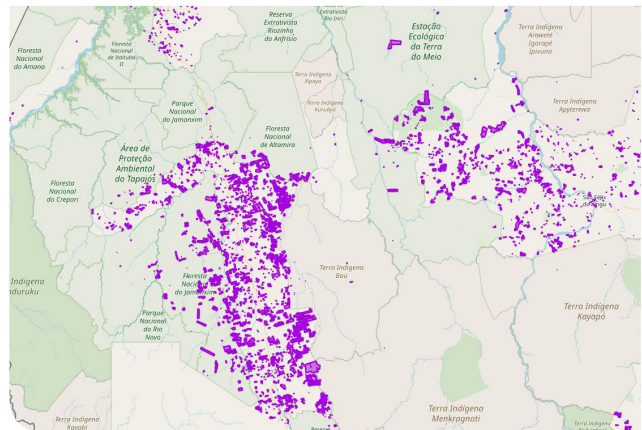 Reserva
Extrativista
Riozinho
do Anfrísio
Extrativista
Rio Iriri
Estação
Ecológica
da Terra
do Meio
Terra Indígena
Araweté
Igarapé
Ipixuna
Floresta
Nacional
do Amana
Floresta
Nacional
de Itaituba
II
Terra Indígena
Xipaya
Terra Indígena
Kuruáya
Terra Indígena
Apyterewa
Parque
Nacional
do Jamanxim
Floresta
Nacional
de Altamira
Área de
Proteção
Ambiental
do Tapajós
Floresta
Nacional
do Crepori
Terra Indígena
Baú
Floresta
Nacional
do Jamanxim
Indígena
nduruku
Parque
Nacional
do Rio
Novo
Terra Indígena
Kayapó
Terra Indígena
Menkragnoti
Terra Indígena
Kayabi